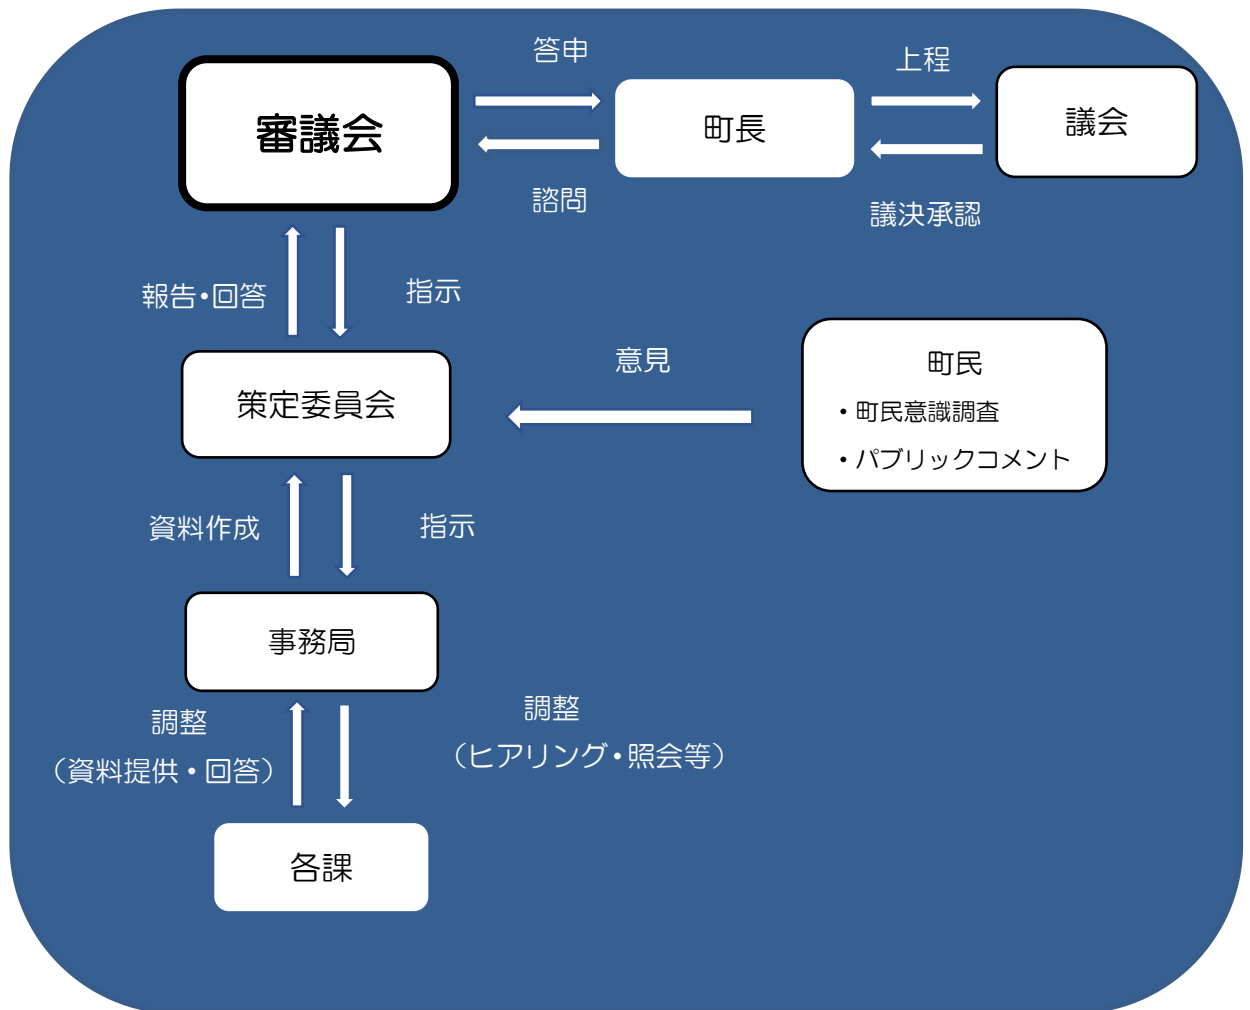 答申
上程
審議会
町長
議会
諮問
議決承認
報告・回答
指示
意見
町民
・町民意識調査
・パブリックコメント
策定委員会
資料作成
指示
事務局
調整
（資料提供・回答）
調整
（ヒアリング・照会等）
各課